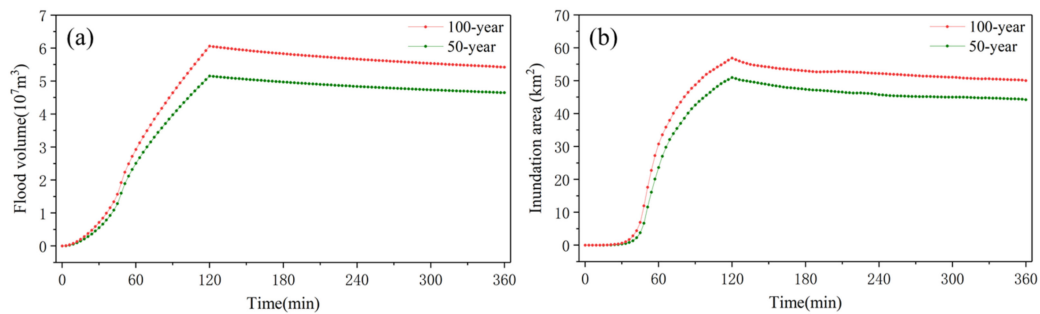 (a)
100-year
50-year
Flood volume(10⁷m³)
7
6
5
4
3
2
1
0
0 60 120 180 240 300 360
Time(min)
(b)
100-year
50-year
Inundation area (km²)
70
60
50
40
30
20
10
0
0 60 120 180 240 300 360
Time(min)